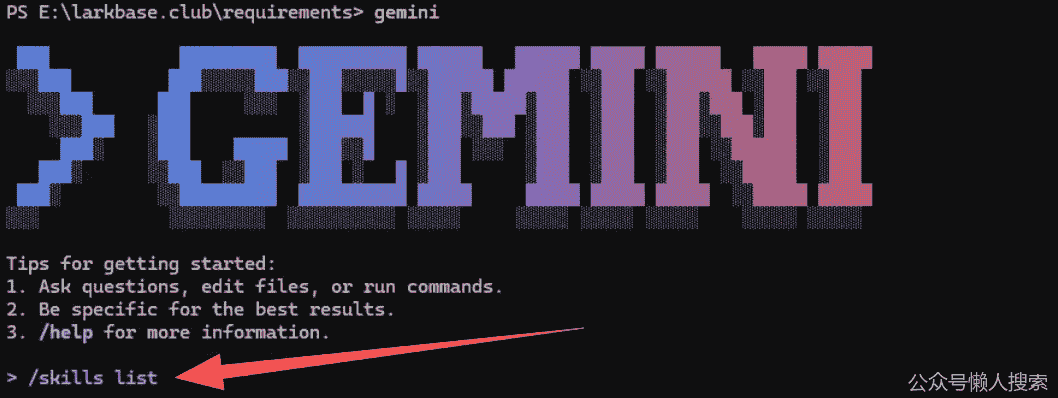 PS E:\larkbase.club\requirements> gemini
> GEMINI
Tips for getting started:
1. Ask questions, edit files, or run commands.
2. Be specific for the best results.
3. /help for more information.
> /skills list
公众号懒人搜索